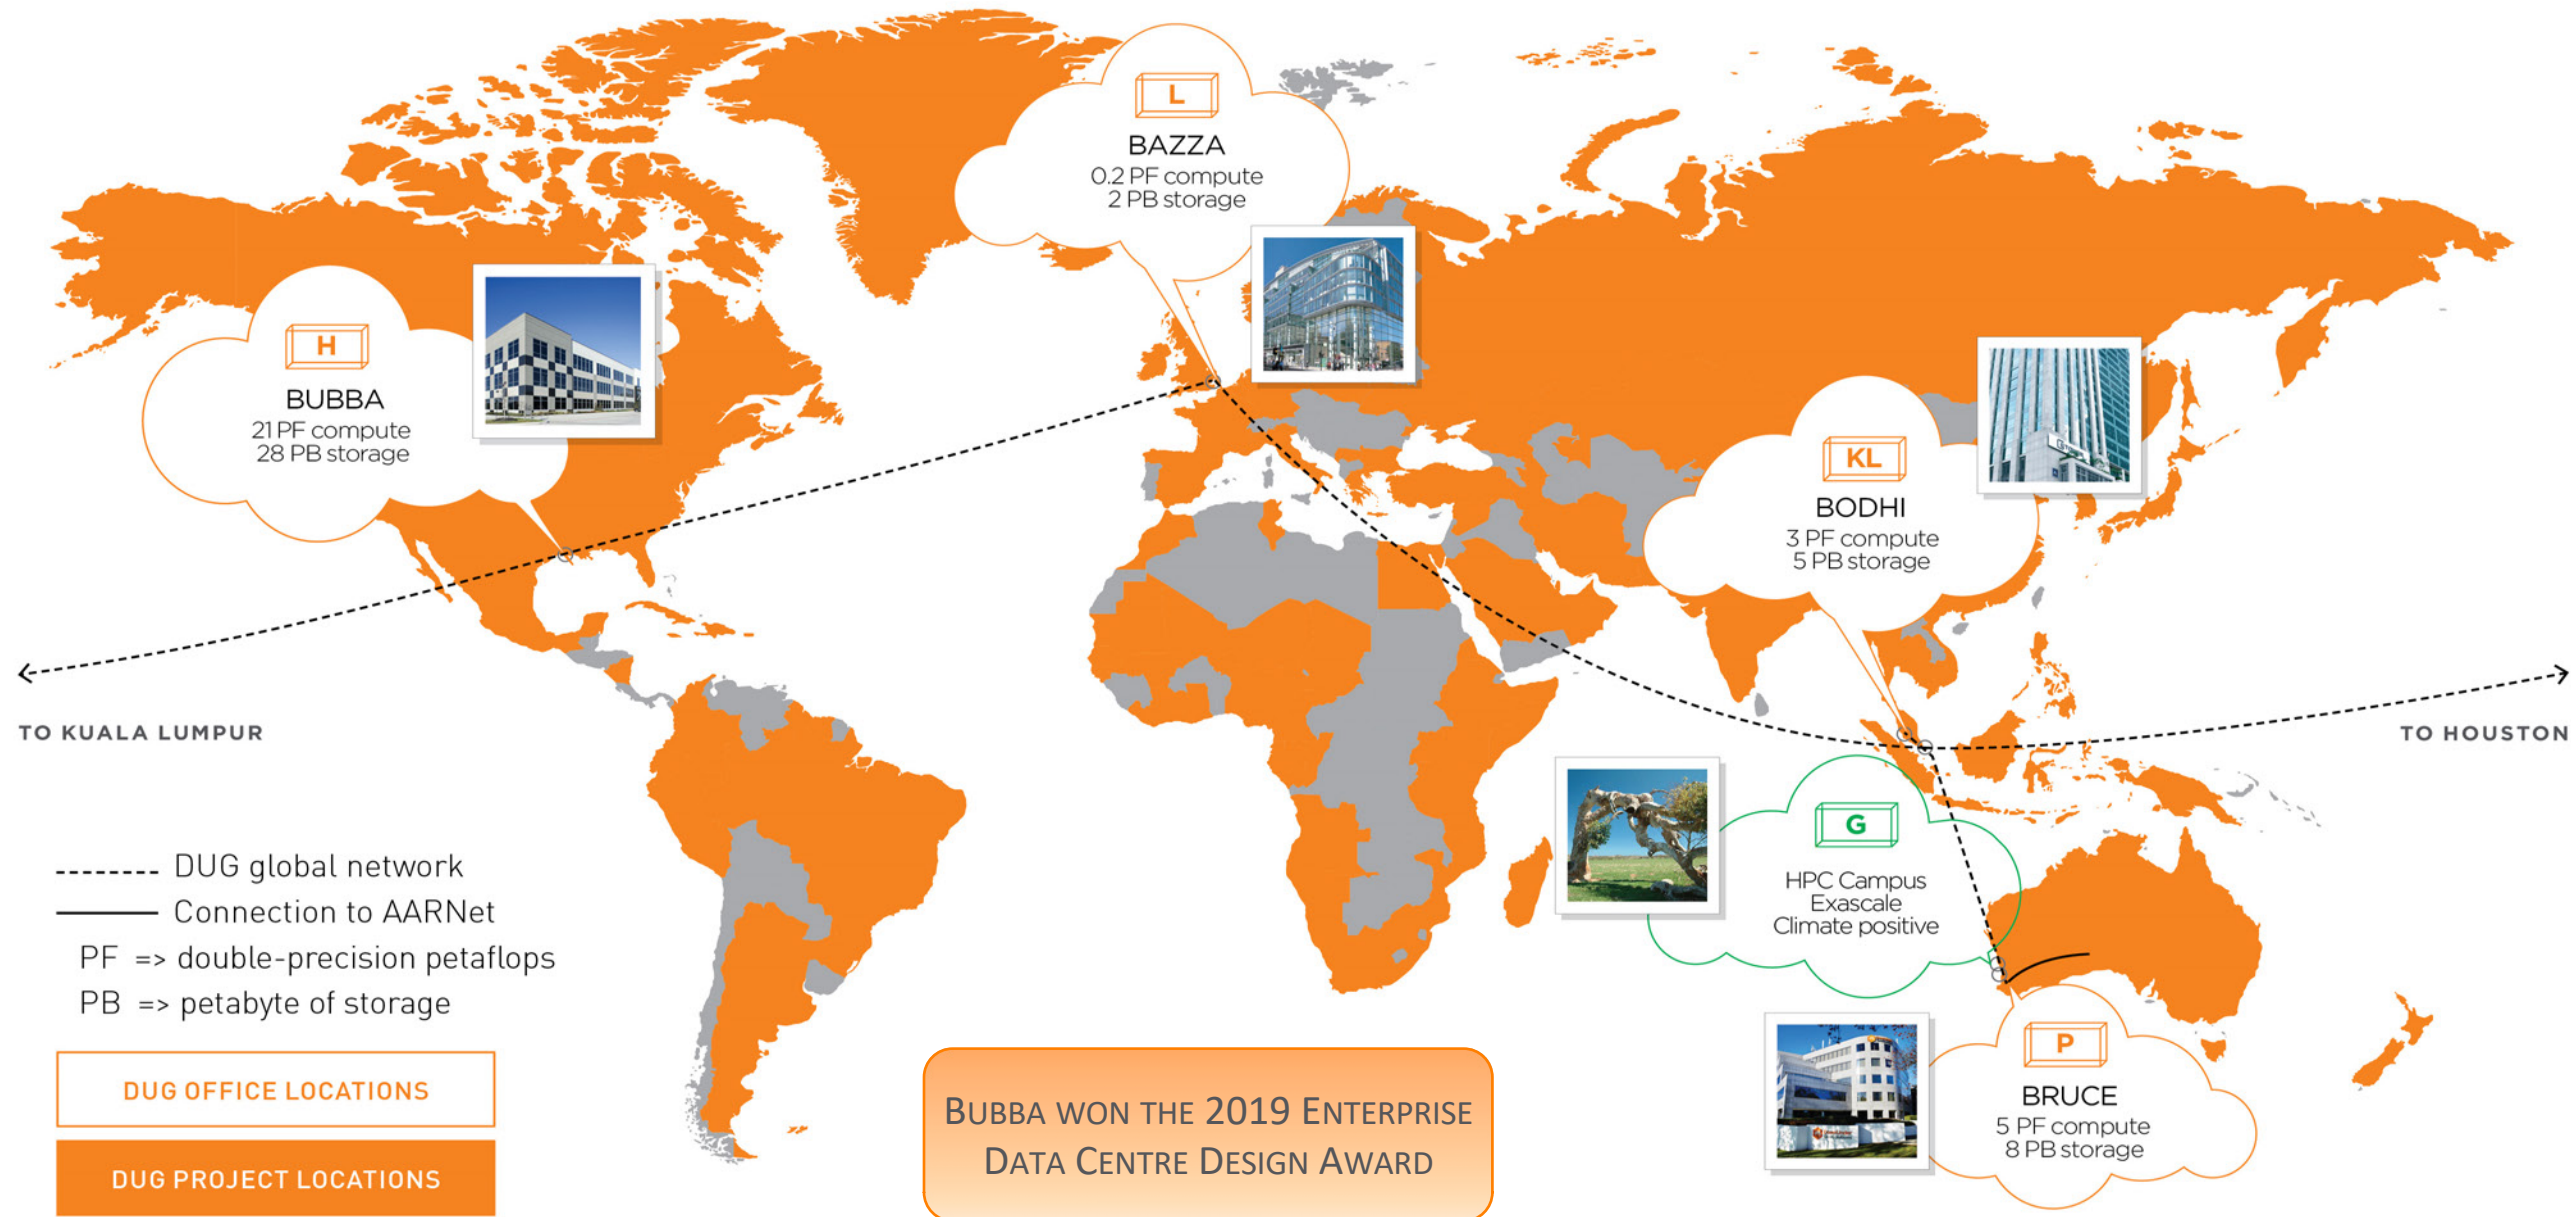 L
BAZZA
0.2 PF compute
2 PB storage
H
BUBBA
21 PF compute
28 PB storage
KL
BODHI
3 PF compute
5 PB storage
TO KUALA LUMPUR
TO HOUSTON
G
HPC Campus
Exascale
Climate positive
DUG global network
Connection to AARNet
PF => double-precision petaflops
PB => petabyte of storage
DUG OFFICE LOCATIONS
DUG PROJECT LOCATIONS
BUBBA WON THE 2019 ENTERPRISE
DATA CENTRE DESIGN AWARD
P
BRUCE
5 PF compute
8 PB storage